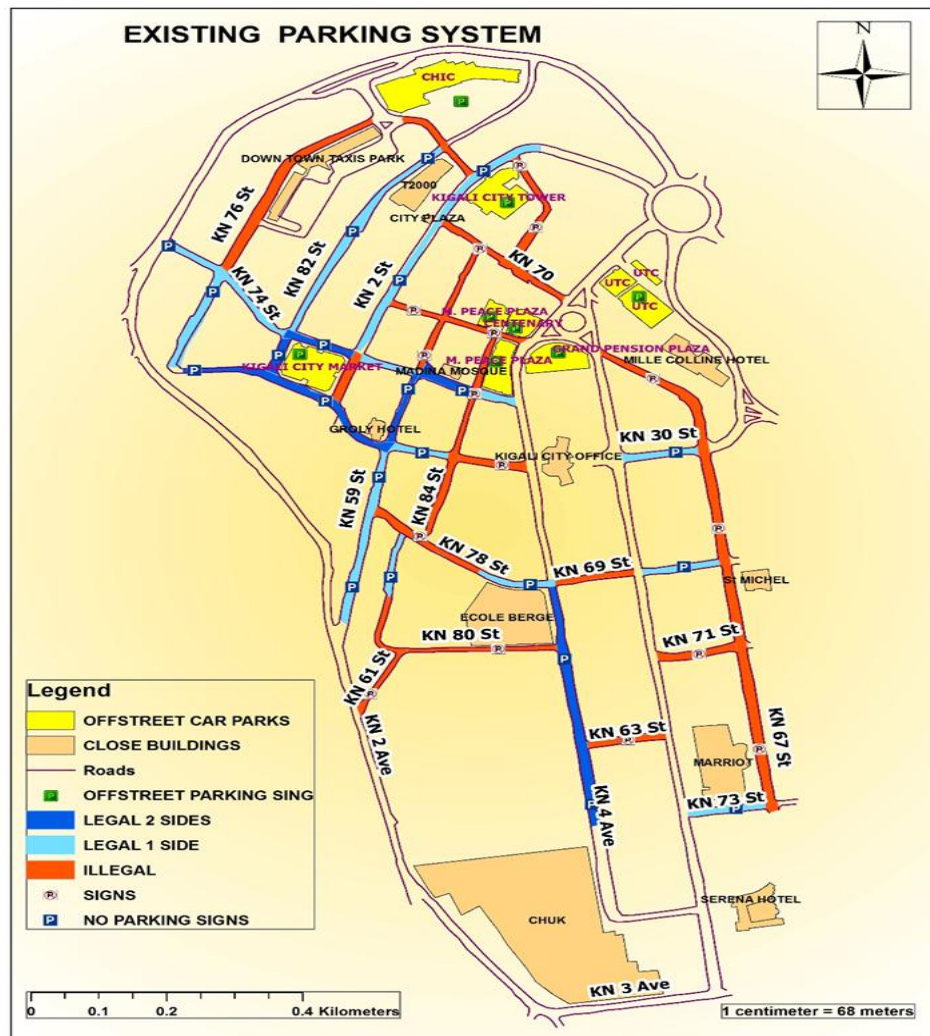 EXISTING PARKING SYSTEM
N
CHIC
DOWN TOWN TAXIS PARK
T2000
KIGALI CITY TOWER
CITY PLAZA
KN 76 St
KN 82 St
KN 2 St
KN 70
KN 74 St
UTC
UTC
UTC
M. PEACE PLAZA
CENTENARY
GRAND PENSION PLAZA
M. PEACE PLAZA
MILLE COLLINE HOTEL
KIGALI CITY MARKET
MADINA MOSQUE
GROLY HOTEL
KN 30 St
KIGALI CITY OFFICE
KN 59 St
KN 84 St
KN 78 St
KN 69 St
St MICHEL
ECOLE BERGE
KN 80 St
KN 71 St
KN 61 St
KN 2 Ave
KN 63 St
KN 67 St
MARRIOT
KN 73 St
KN 4 Ave
SERENA HOTEL
CHUK
KN 3 Ave
Legend
OFFSTREET CAR PARKS
CLOSE BUILDINGS
Roads
P OFFSTREET PARKING SING
LEGAL 2 SIDES
LEGAL 1 SIDE
ILLEGAL
P SIGNS
P NO PARKING SIGNS
0 0.1 0.2 0.4 Kilometers
1 centimeter = 68 meters